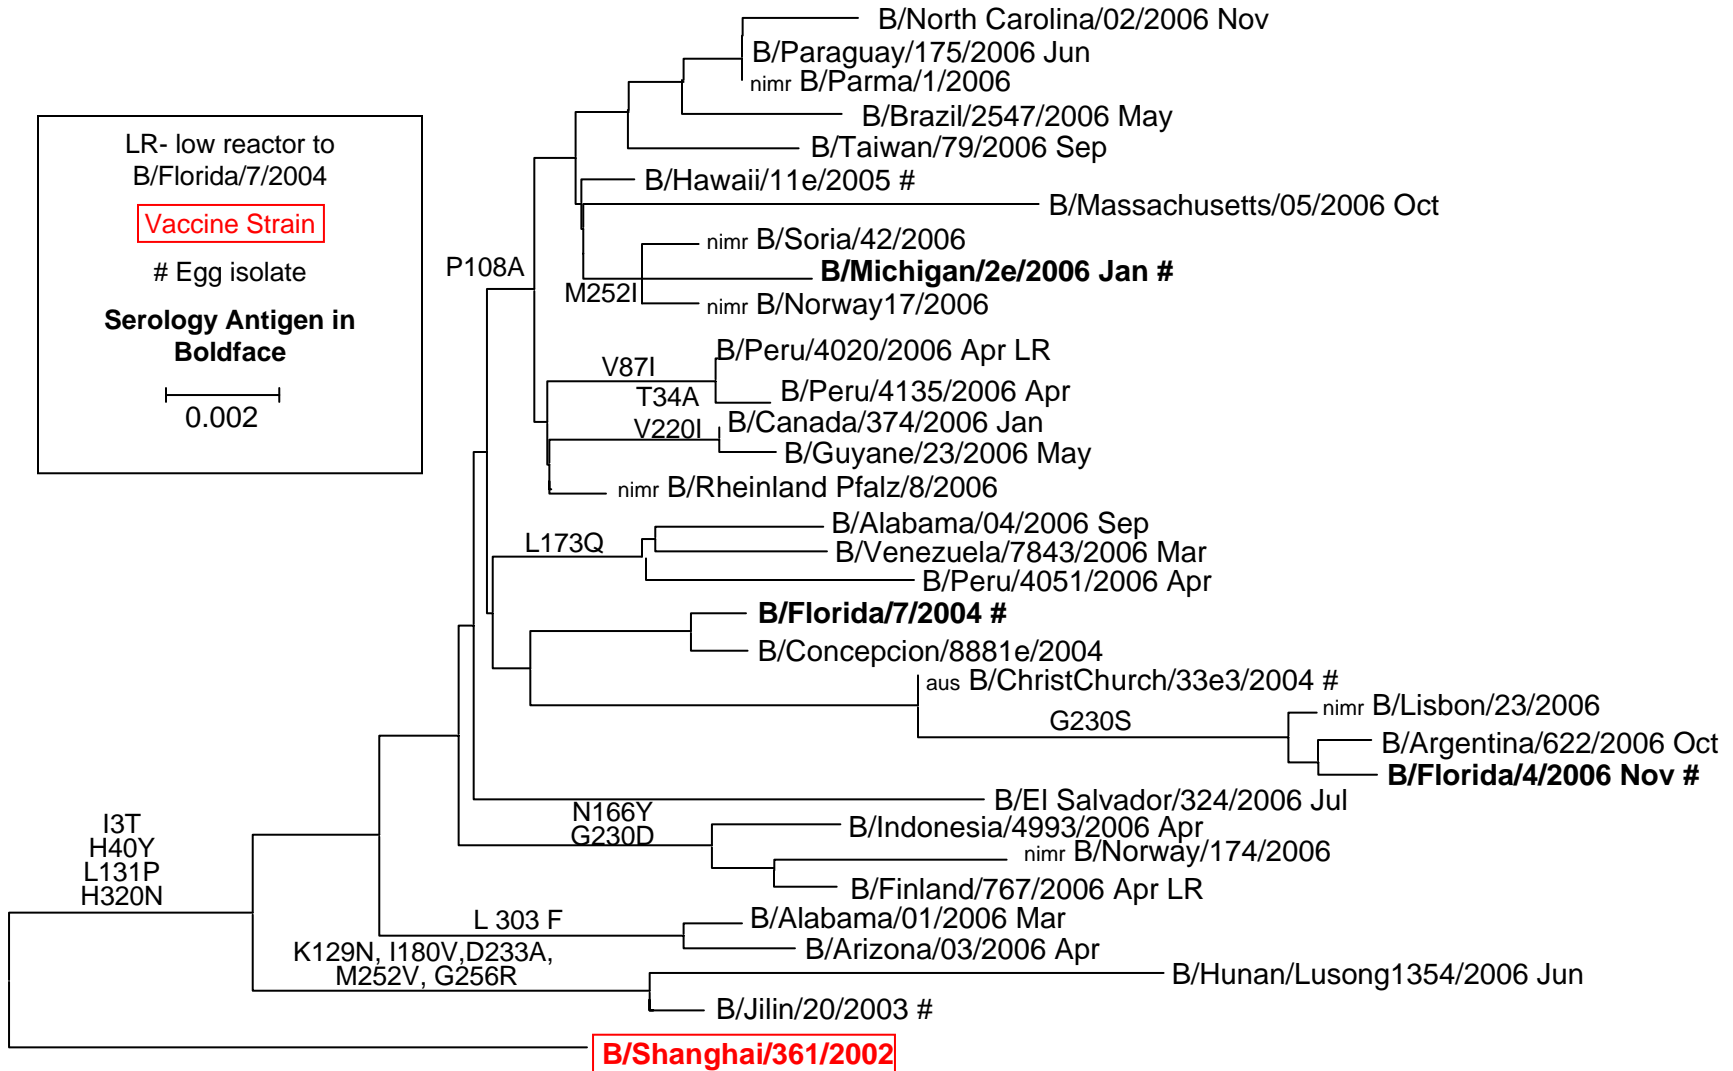 B/North Carolina/02/2006 Nov
B/Paraguay/175/2006 Jun
nimr B/Parma/1/2006
B/Brazil/2547/2006 May
B/Taiwan/79/2006 Sep
B/Hawaii/11e/2005 #
B/Massachusetts/05/2006 Oct
nimr B/Soria/42/2006
P108A
B/Michigan/2e/2006 Jan #
M252I
nimr B/Norway17/2006
B/Peru/4020/2006 Apr LR
V87I
T34A
B/Peru/4135/2006 Apr
B/Canada/374/2006 Jan
V220I
B/Guyane/23/2006 May
nimr B/Rheinland Pfalz/8/2006
B/Alabama/04/2006 Sep
L173Q
B/Venezuela/7843/2006 Mar
B/Peru/4051/2006 Apr
B/Florida/7/2004 #
B/Concepcion/8881e/2004
aus B/ChristChurch/33e3/2004 #
nimr B/Lisbon/23/2006
G230S
B/Argentina/622/2006 Oct
B/Florida/4/2006 Nov #
B/El Salvador/324/2006 Jul
N166Y
G230D
B/Indonesia/4993/2006 Apr
nimr B/Norway/174/2006
B/Finland/767/2006 Apr LR
I3T
H40Y
L131P
H320N
L 303 F
B/Alabama/01/2006 Mar
B/Arizona/03/2006 Apr
K129N, I180V,D233A,
M252V, G256R
B/Hunan/Lusong1354/2006 Jun
B/Jilin/20/2003 #
B/Shanghai/361/2002
LR- low reactor to
B/Florida/7/2004
Vaccine Strain
# Egg isolate
Serology Antigen in
Boldface
0.002